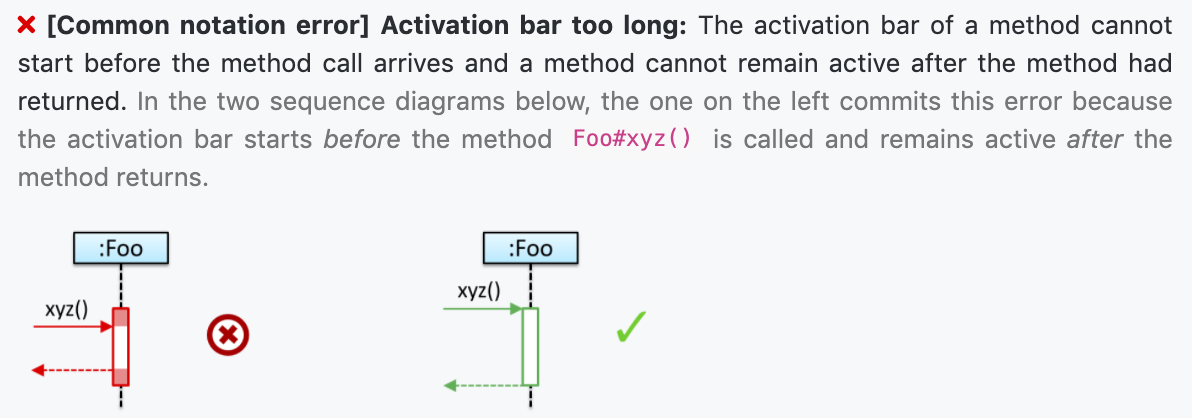 ❌ [Common notation error] Activation bar too long: The activation bar of a method cannot
start before the method call arrives and a method cannot remain active after the method had
returned. In the two sequence diagrams below, the one on the left commits this error because
the activation bar starts before the method Foo#xyz() is called and remains active after the
method returns.
:Foo
xyz()
:Foo
xyz()